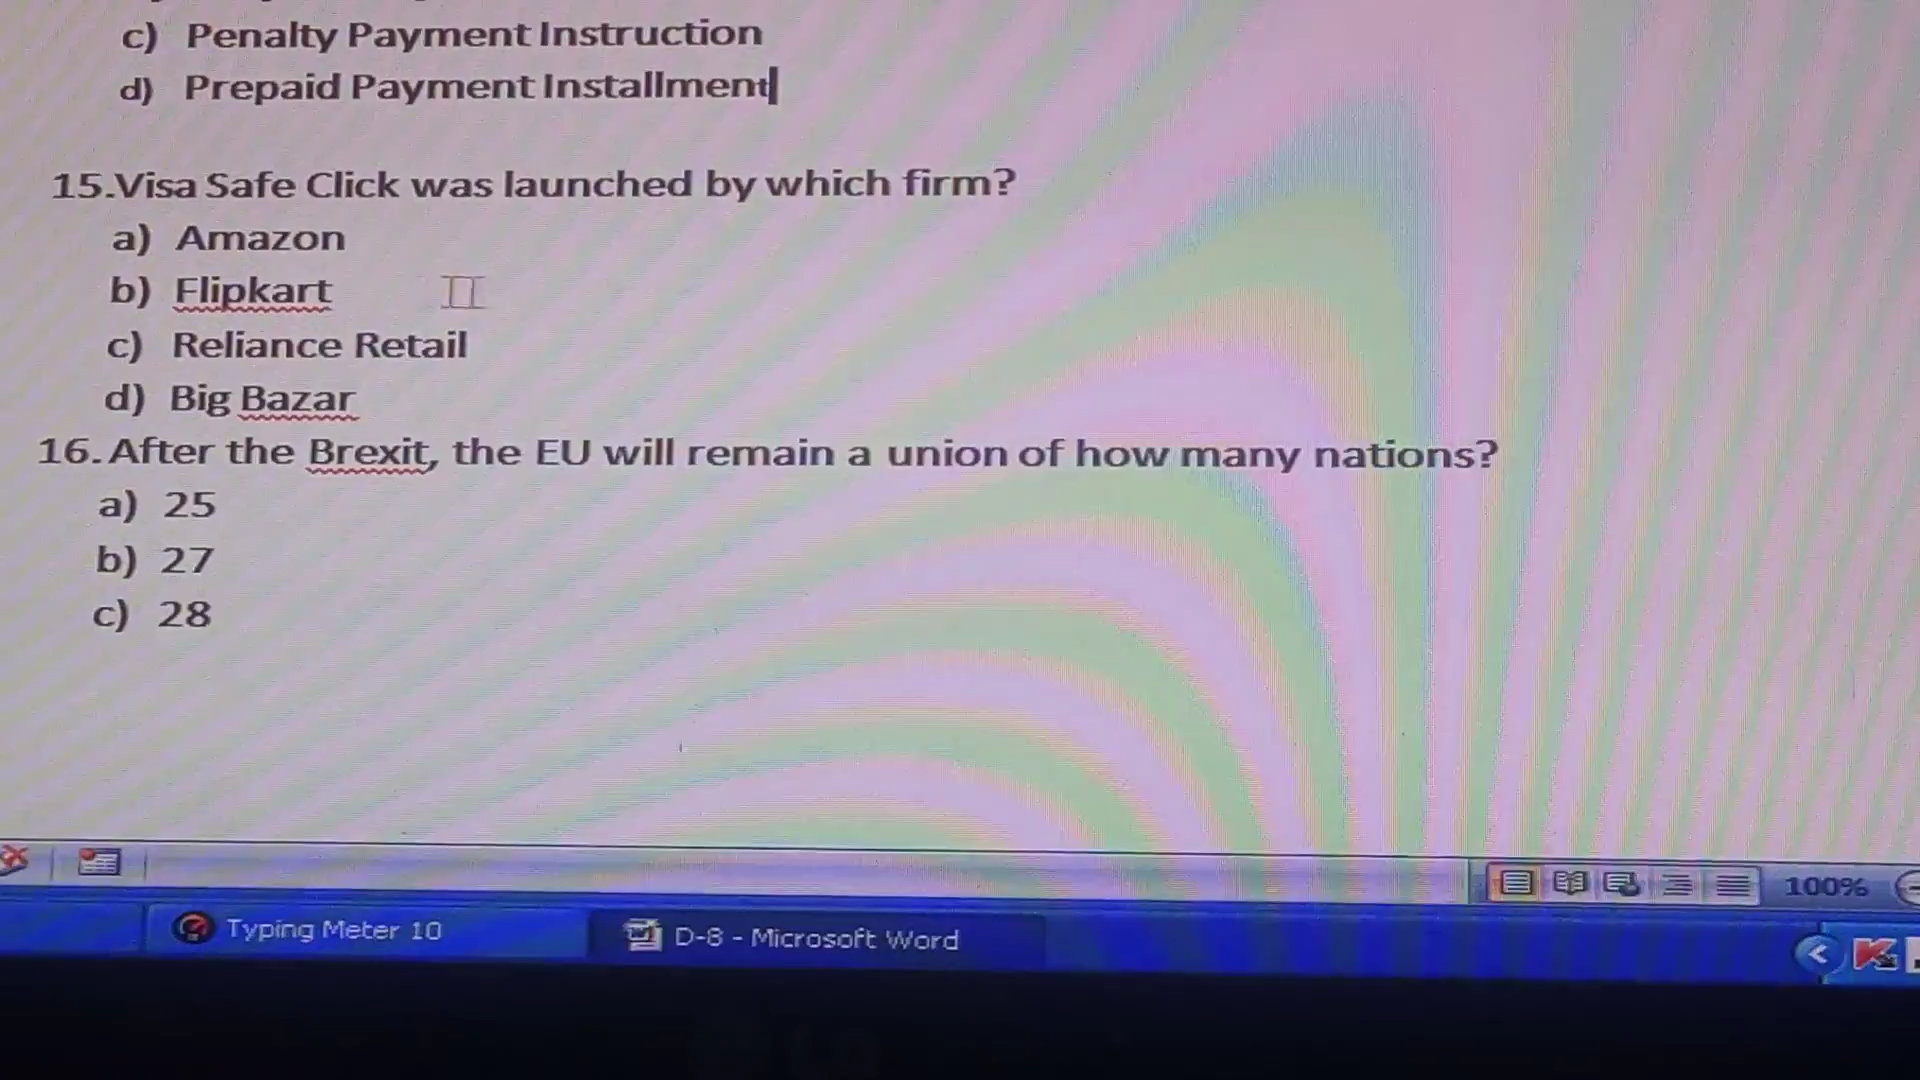 c) Penalty Payment Instruction
d) Prepaid Payment Installment
15.Visa Safe Click was launched by which firm?
a) Amazon
b) Flipkart
c) Reliance Retail
d) Big Bazar
16. After the Brexit, the EU will remain a union of how many nations?
a) 25
b) 27
c) 28
100%
Typing Meter 10
D-8 - Microsoft Word